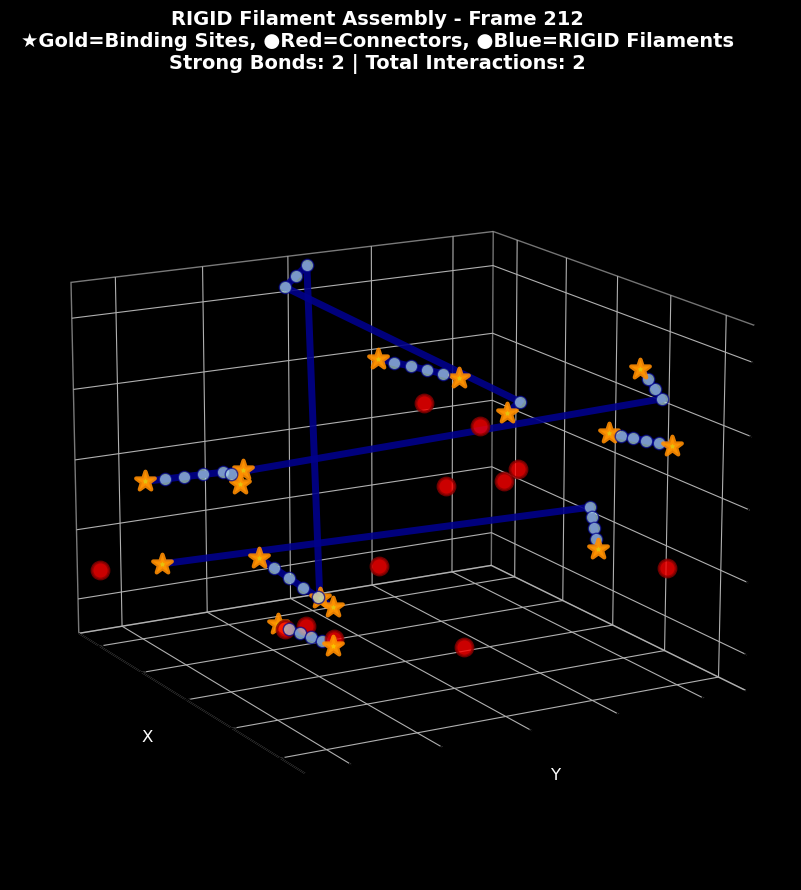 RIGID Filament Assembly - Frame 212
★Gold=Binding Sites, ●Red=Connectors, ●Blue=RIGID Filaments
Strong Bonds: 2 | Total Interactions: 2
X
Y